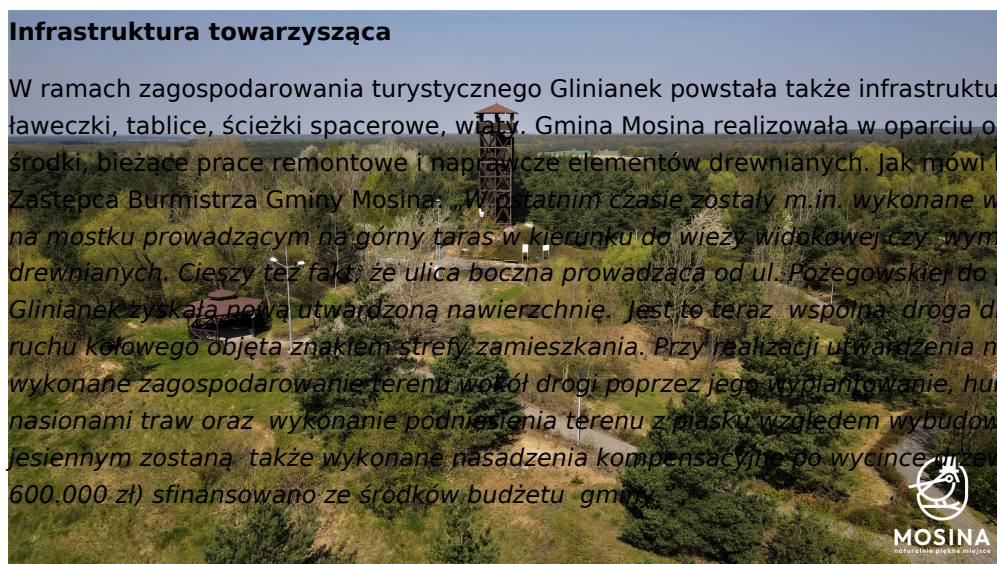 Infrastruktura towarzysząca
W ramach zagospodarowania turystycznego Glinianek powstała także infrastruktu
ławeczki, tablice, ścieżki spacerowe, wiaty. Gmina Mosina realizowała w oparciu o
środki, bieżące prace remontowe i naprawcze elementów drewnianych. Jak mówi
Zastępca Burmistrza Gminy Mosina: „W ostatnim czasie zostały m.in. wykonane w
na mostku prowadzącym na górny taras w kierunku do wieży widokowej czy  wym
drewnianych. Cieszy też fakt, że ulica boczna prowadząca od ul. Pożegowskiej do
Glinianek zyskała nową utwardzoną nawierzchnię.  Jest to teraz  wspólna  droga d
ruchu kołowego objęta znakiem strefy zamieszkania. Przy realizacji utwardzenia n
wykonane zagospodarowanie terenu wokół drogi poprzez jego wyplantowanie, hu
nasionami traw oraz  wykonanie podniesienia terenu z piasku względem wybudow
jesiennym zostaną  także wykonane nasadzenia kompensacyjne po wycince drzew
600.000 zł) sfinansowano ze środków budżetu  gminy.
MOSINA
naturalnie piękne miejsce